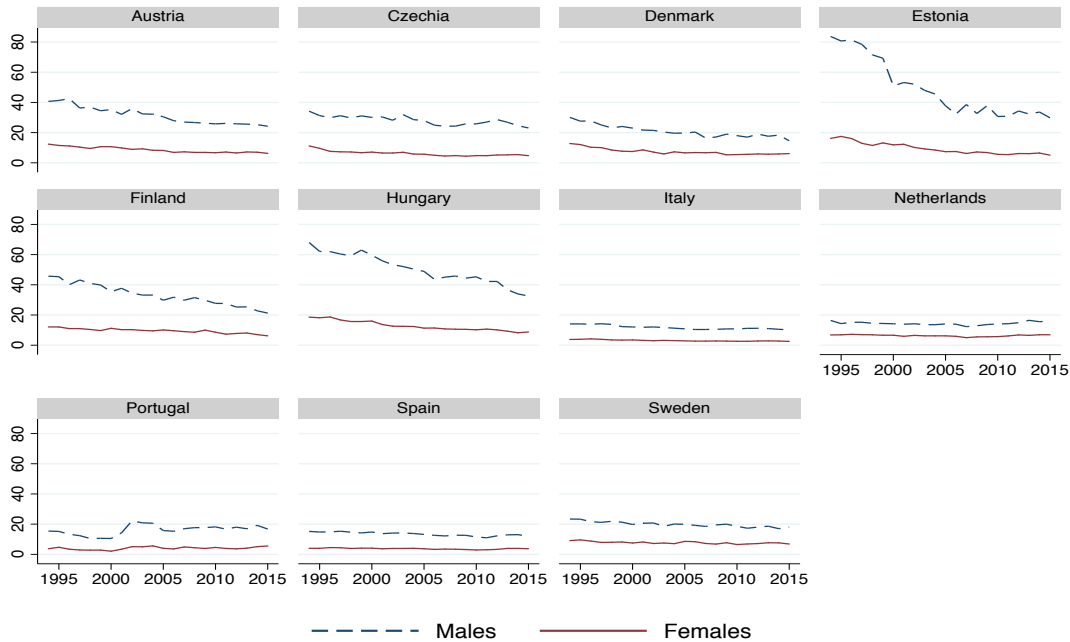 Austria Czechia Denmark Estonia
80
60
40
20
0
Finland Hungary Italy Netherlands
80
60
40
20
0
1995 2000 2005 2010 2015
Portugal Spain Sweden
80
60
40
20
0
1995 2000 2005 2010 2015 1995 2000 2005 2010 2015 1995 2000 2005 2010 2015
Males Females